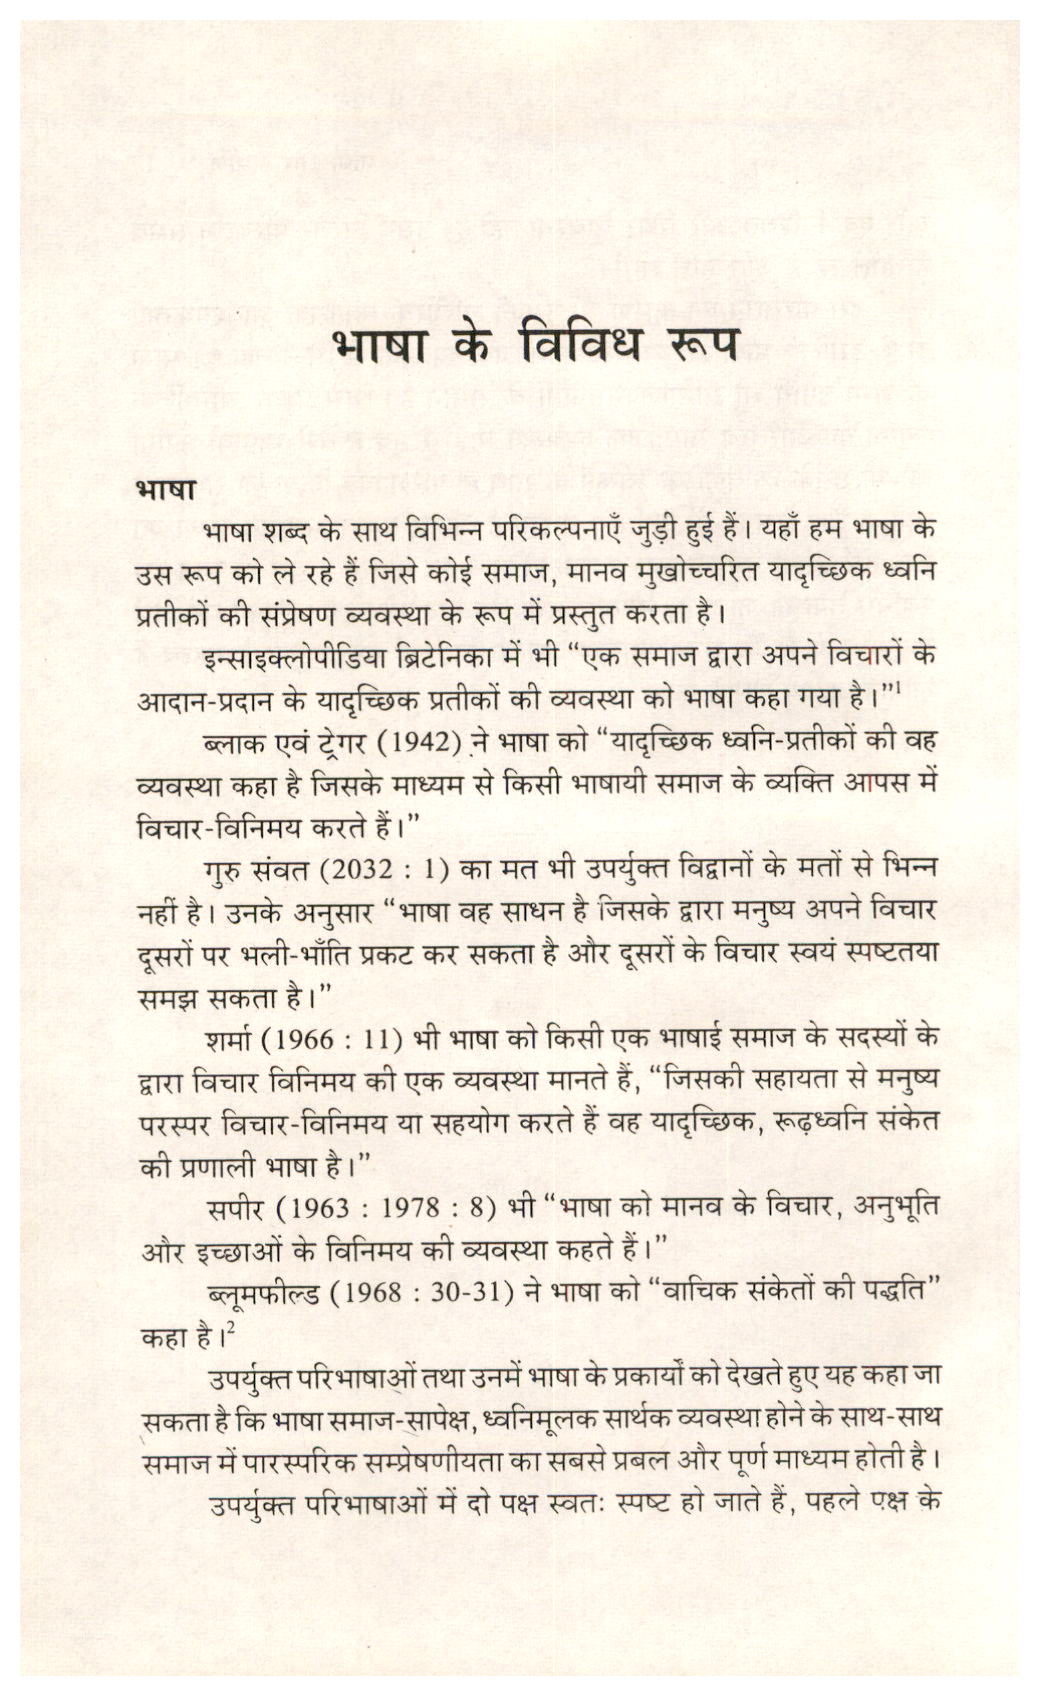 भाषा के विविध रूप
भाषा
भाषा शब्द के साथ विभिन्न परिकल्पनाएँ जुड़ी हुई हैं। यहाँ हम भाषा के
उस रूप को ले रहे हैं जिसे कोई समाज, मानव मुखोच्चरित यादृच्छिक ध्वनि
प्रतीकों की संप्रेषण व्यवस्था के रूप में प्रस्तुत करता है।
इन्साइक्लोपीडिया ब्रिटेनिका में भी “एक समाज द्वारा अपने विचारों के
आदान-प्रदान के यादृच्छिक प्रतीकों की व्यवस्था को भाषा कहा गया है।”¹
ब्लाक एवं ट्रेगर (1942) ने भाषा को “यादृच्छिक ध्वनि-प्रतीकों की वह
व्यवस्था कहा है जिसके माध्यम से किसी भाषायी समाज के व्यक्ति आपस में
विचार-विनिमय करते हैं।”
गुरु संवत (2032 : 1) का मत भी उपर्युक्त विद्वानों के मतों से भिन्न
नहीं है। उनके अनुसार “भाषा वह साधन है जिसके द्वारा मनुष्य अपने विचार
दूसरों पर भली-भाँति प्रकट कर सकता है और दूसरों के विचार स्वयं स्पष्टतया
समझ सकता है।”
शर्मा (1966 : 11) भी भाषा को किसी एक भाषाई समाज के सदस्यों के
द्वारा विचार विनिमय की एक व्यवस्था मानते हैं, “जिसकी सहायता से मनुष्य
परस्पर विचार-विनिमय या सहयोग करते हैं वह यादृच्छिक, रूढ़ध्वनि संकेत
की प्रणाली भाषा है।”
सपीर (1963 : 1978 : 8) भी “भाषा को मानव के विचार, अनुभूति
और इच्छाओं के विनिमय की व्यवस्था कहते हैं।”
ब्लूमफील्ड (1968 : 30-31) ने भाषा को “वाचिक संकेतों की पद्धति”
कहा है।²
उपर्युक्त परिभाषाओं तथा उनमें भाषा के प्रकार्यों को देखते हुए यह कहा जा
सकता है कि भाषा समाज-सापेक्ष, ध्वनिमूलक सार्थक व्यवस्था होने के साथ-साथ
समाज में पारस्परिक सम्प्रेषणीयता का सबसे प्रबल और पूर्ण माध्यम होती है।
उपर्युक्त परिभाषाओं में दो पक्ष स्वतः स्पष्ट हो जाते हैं, पहले पक्ष के